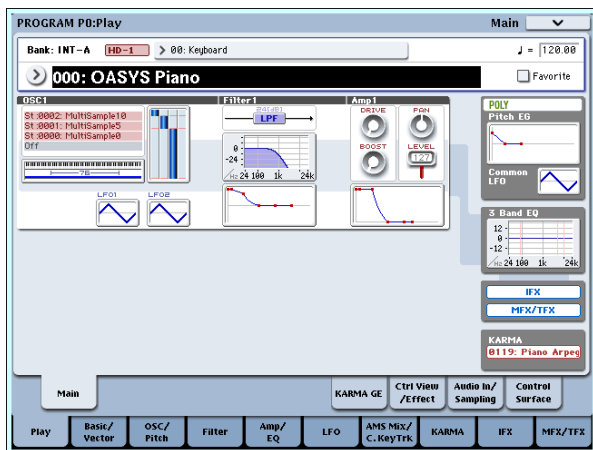 PROGRAM P0:Play Main
Bank: INT-A HD-1 00: Keyboard ♩ = 120.00
000: OASYS Piano Favorite
OSC1 Filter1 Amp1
St:0002: MultiSample10
St:0001: MultiSample5
St:0000: MultiSample0
Off
76
LFO1 LFO2
24[dB]
LPF
0
-24
Hz 24 100 1k 24k
DRIVE PAN
BOOST LEVEL
127
POLY
Pitch EG
Common
LFO
3 Band EQ
12
0
-12
Hz 24 100 1k 24k
IFX
MFX/TFX
KARMA
0119: Piano Arpeg
Main KARMA GE Ctrl View /Effect Audio In/ Sampling Control Surface
Play Basic/ Vector OSC/ Pitch Filter Amp/ EQ LFO AMS Mix/ C.KeyTrk KARMA IFX MFX/TFX